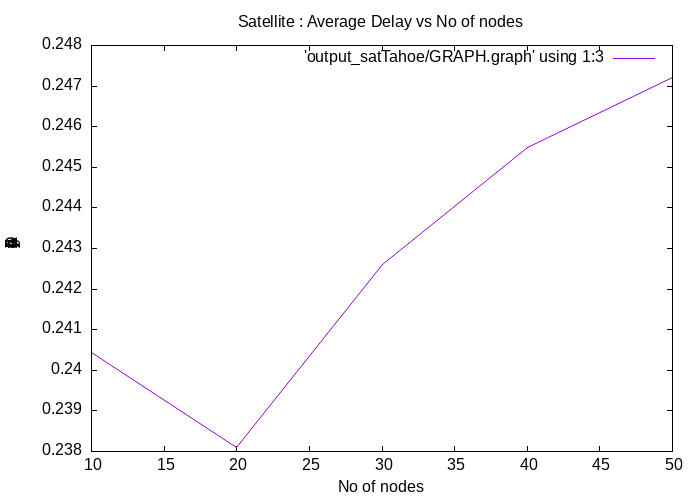 Satellite : Average Delay vs No of nodes
'output_satTahoe/GRAPH.graph' using 1:3
0.248
0.247
0.246
0.245
0.244
0.243
0.242
0.241
0.24
0.239
0.238
10 15 20 25 30 35 40 45 50
No of nodes